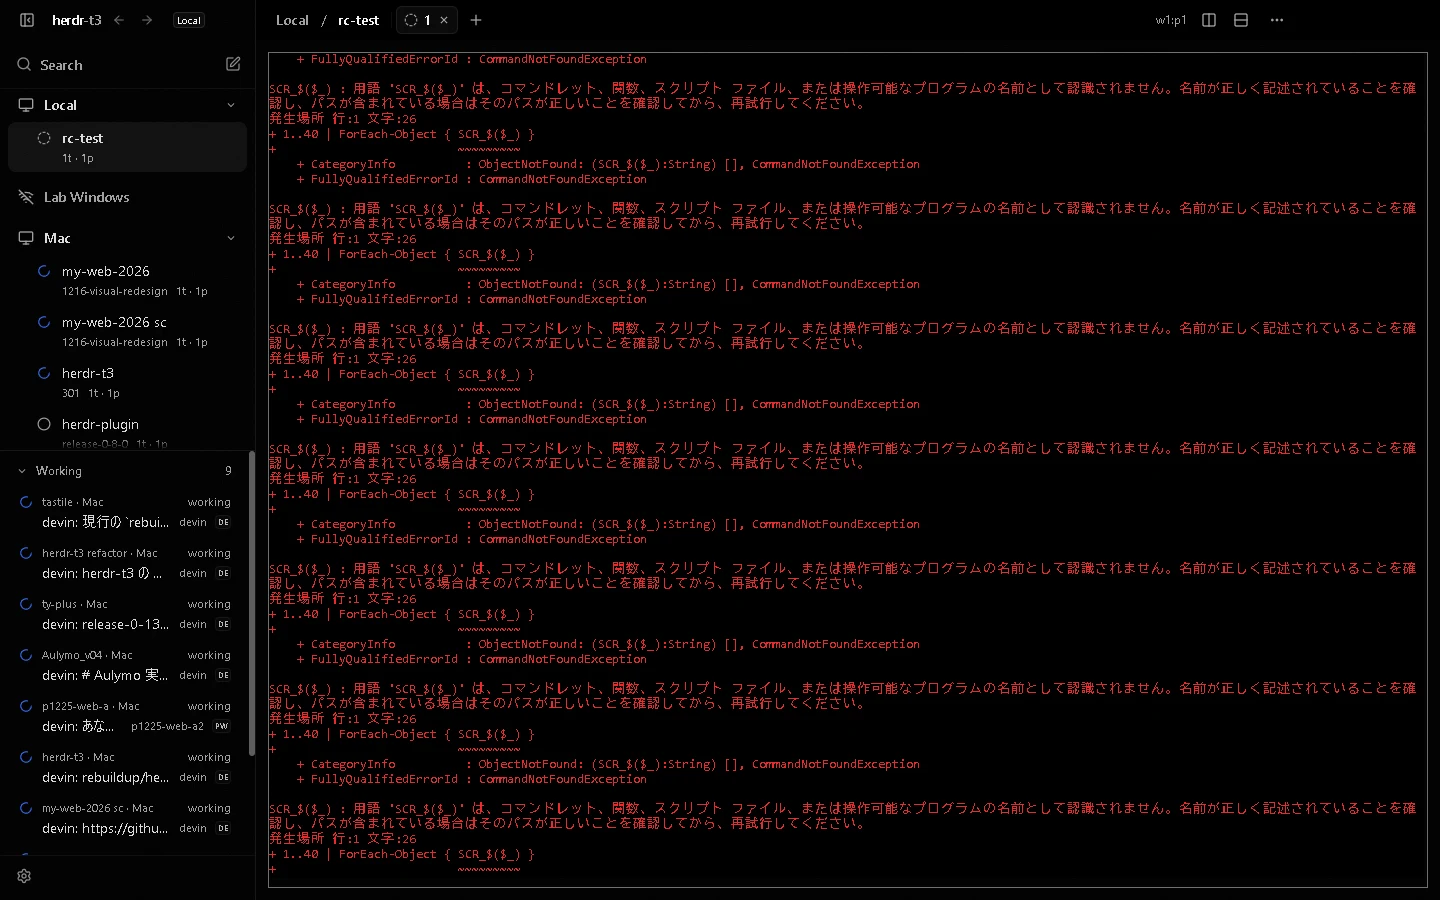 herdr-t3
Local
Search
Local
rc-test
1t · 1p
Lab Windows
Mac
my-web-2026
1216-visual-redesign 1t · 1p
my-web-2026 sc
1216-visual-redesign 1t · 1p
herdr-t3
301 1t · 1p
herdr-plugin
release-0-8-0 1t · 1p
Working 9
tastile · Mac working
devin: 現行の `rebui... devin DE
herdr-t3 refactor · Mac working
devin: herdr-t3 の ... devin DE
ty-plus · Mac working
devin: release-0-13... devin DE
Aulymo_v04 · Mac working
devin: # Aulymo 実... devin DE
p1225-web-a · Mac working
devin: あな... p1225-web-a2 PW
herdr-t3 · Mac working
devin: rebuildup/he... devin DE
my-web-2026 sc · Mac working
devin: https://githu... devin DE
Local / rc-test
1
w1:p1
+ FullyQualifiedErrorId : CommandNotFoundException
SCR_$($_) : 用語 'SCR_$($_)' は、コマンドレット、関数、スクリプト ファイル、または操作可能なプログラムの名前として認識されません。名前が正しく記述されていることを確
認し、パスが含まれている場合はそのパスが正しいことを確認してから、再試行してください。
発生場所 行:1 文字:26
+ 1..40 | ForEach-Object { SCR_$($_) }
+ ~~~~~~~~~
+ CategoryInfo : ObjectNotFound: (SCR_$($_):String) [], CommandNotFoundException
+ FullyQualifiedErrorId : CommandNotFoundException
SCR_$($_) : 用語 'SCR_$($_)' は、コマンドレット、関数、スクリプト ファイル、または操作可能なプログラムの名前として認識されません。名前が正しく記述されていることを確
認し、パスが含まれている場合はそのパスが正しいことを確認してから、再試行してください。
発生場所 行:1 文字:26
+ 1..40 | ForEach-Object { SCR_$($_) }
+ ~~~~~~~~~
+ CategoryInfo : ObjectNotFound: (SCR_$($_):String) [], CommandNotFoundException
+ FullyQualifiedErrorId : CommandNotFoundException
SCR_$($_) : 用語 'SCR_$($_)' は、コマンドレット、関数、スクリプト ファイル、または操作可能なプログラムの名前として認識されません。名前が正しく記述されていることを確
認し、パスが含まれている場合はそのパスが正しいことを確認してから、再試行してください。
発生場所 行:1 文字:26
+ 1..40 | ForEach-Object { SCR_$($_) }
+ ~~~~~~~~~
+ CategoryInfo : ObjectNotFound: (SCR_$($_):String) [], CommandNotFoundException
+ FullyQualifiedErrorId : CommandNotFoundException
SCR_$($_) : 用語 'SCR_$($_)' は、コマンドレット、関数、スクリプト ファイル、または操作可能なプログラムの名前として認識されません。名前が正しく記述されていることを確
認し、パスが含まれている場合はそのパスが正しいことを確認してから、再試行してください。
発生場所 行:1 文字:26
+ 1..40 | ForEach-Object { SCR_$($_) }
+ ~~~~~~~~~
+ CategoryInfo : ObjectNotFound: (SCR_$($_):String) [], CommandNotFoundException
+ FullyQualifiedErrorId : CommandNotFoundException
SCR_$($_) : 用語 'SCR_$($_)' は、コマンドレット、関数、スクリプト ファイル、または操作可能なプログラムの名前として認識されません。名前が正しく記述されていることを確
認し、パスが含まれている場合はそのパスが正しいことを確認してから、再試行してください。
発生場所 行:1 文字:26
+ 1..40 | ForEach-Object { SCR_$($_) }
+ ~~~~~~~~~
+ CategoryInfo : ObjectNotFound: (SCR_$($_):String) [], CommandNotFoundException
+ FullyQualifiedErrorId : CommandNotFoundException
SCR_$($_) : 用語 'SCR_$($_)' は、コマンドレット、関数、スクリプト ファイル、または操作可能なプログラムの名前として認識されません。名前が正しく記述されていることを確
認し、パスが含まれている場合はそのパスが正しいことを確認してから、再試行してください。
発生場所 行:1 文字:26
+ 1..40 | ForEach-Object { SCR_$($_) }
+ ~~~~~~~~~
+ CategoryInfo : ObjectNotFound: (SCR_$($_):String) [], CommandNotFoundException
+ FullyQualifiedErrorId : CommandNotFoundException
SCR_$($_) : 用語 'SCR_$($_)' は、コマンドレット、関数、スクリプト ファイル、または操作可能なプログラムの名前として認識されません。名前が正しく記述されていることを確
認し、パスが含まれている場合はそのパスが正しいことを確認してから、再試行してください。
発生場所 行:1 文字:26
+ 1..40 | ForEach-Object { SCR_$($_) }
+ ~~~~~~~~~